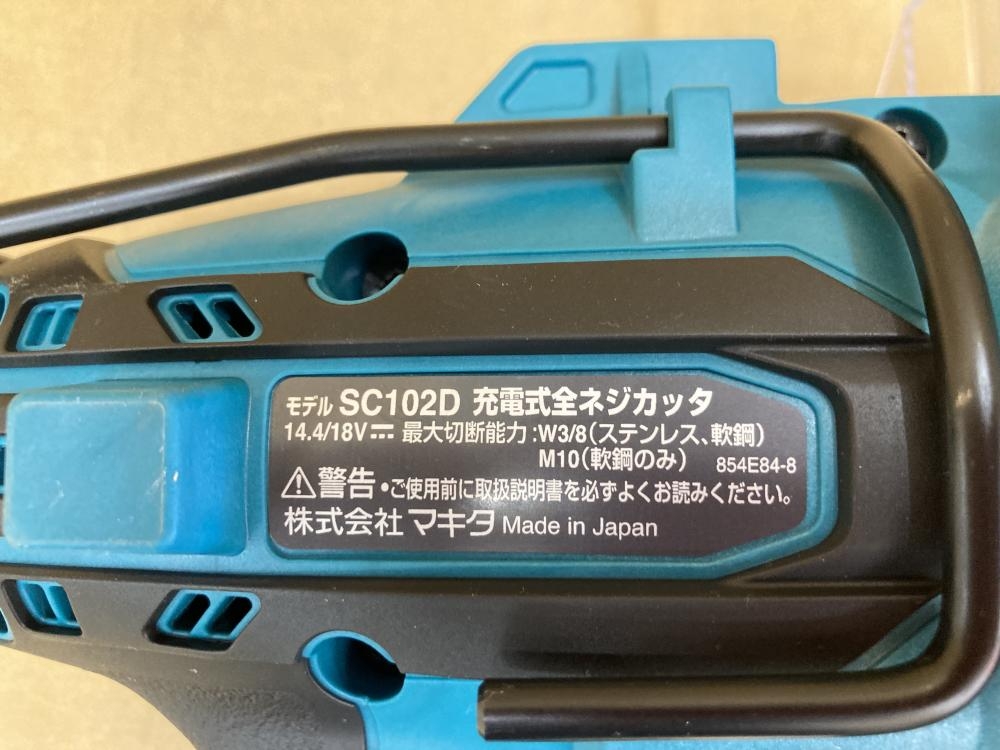 モデル SC102D 充電式全ネジカッタ
14.4/18V⎓ 最大切断能力:W3/8(ステンレス、軟鋼)
M10(軟鋼のみ) 854E84-8
⚠警告・ご使用前に取扱説明書を必ずよくお読みください。
株式会社 マキタ Made in Japan